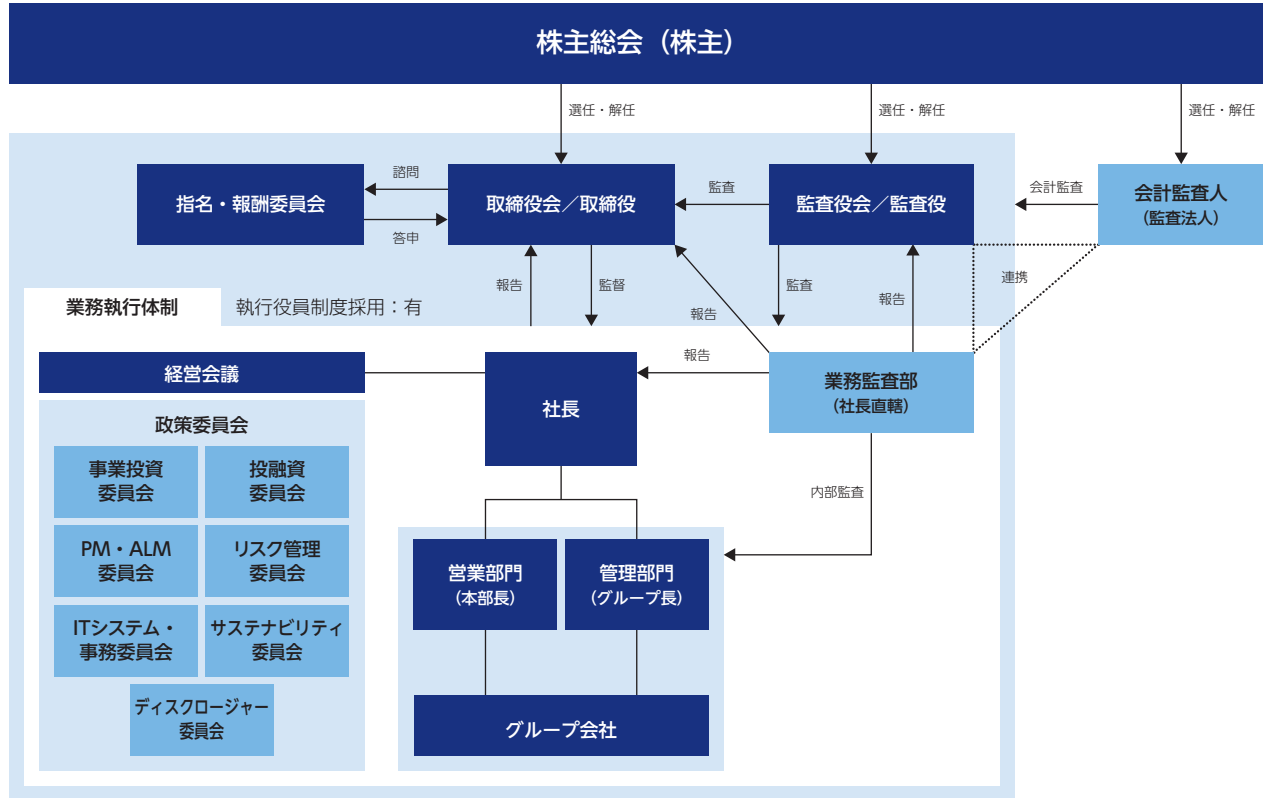 株主総会（株主）
選任・解任
選任・解任
選任・解任
指名・報酬委員会
諮問
答申
取締役会／取締役
監査
監査役会／監査役
会計監査
会計監査人
（監査法人）
報告
監督
報告
監査
報告
連携
業務執行体制
執行役員制度採用：有
経営会議
政策委員会
事業投資
委員会
投融資
委員会
PM・ALM
委員会
リスク管理
委員会
ITシステム・
事務委員会
サステナビリティ
委員会
ディスクロージャー
委員会
社長
報告
業務監査部
（社長直轄）
内部監査
営業部門
（本部長）
管理部門
（グループ長）
グループ会社